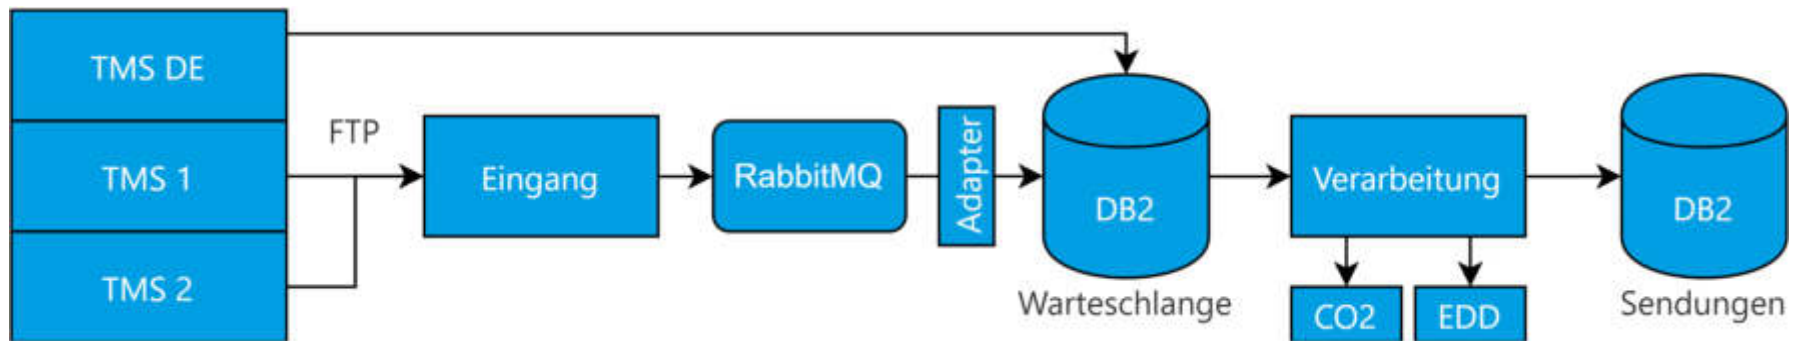 TMS DE
TMS 1
TMS 2
FTP
Eingang
RabbitMQ
Adapter
DB2
Warteschlange
Verarbeitung
CO2
EDD
DB2
Sendungen